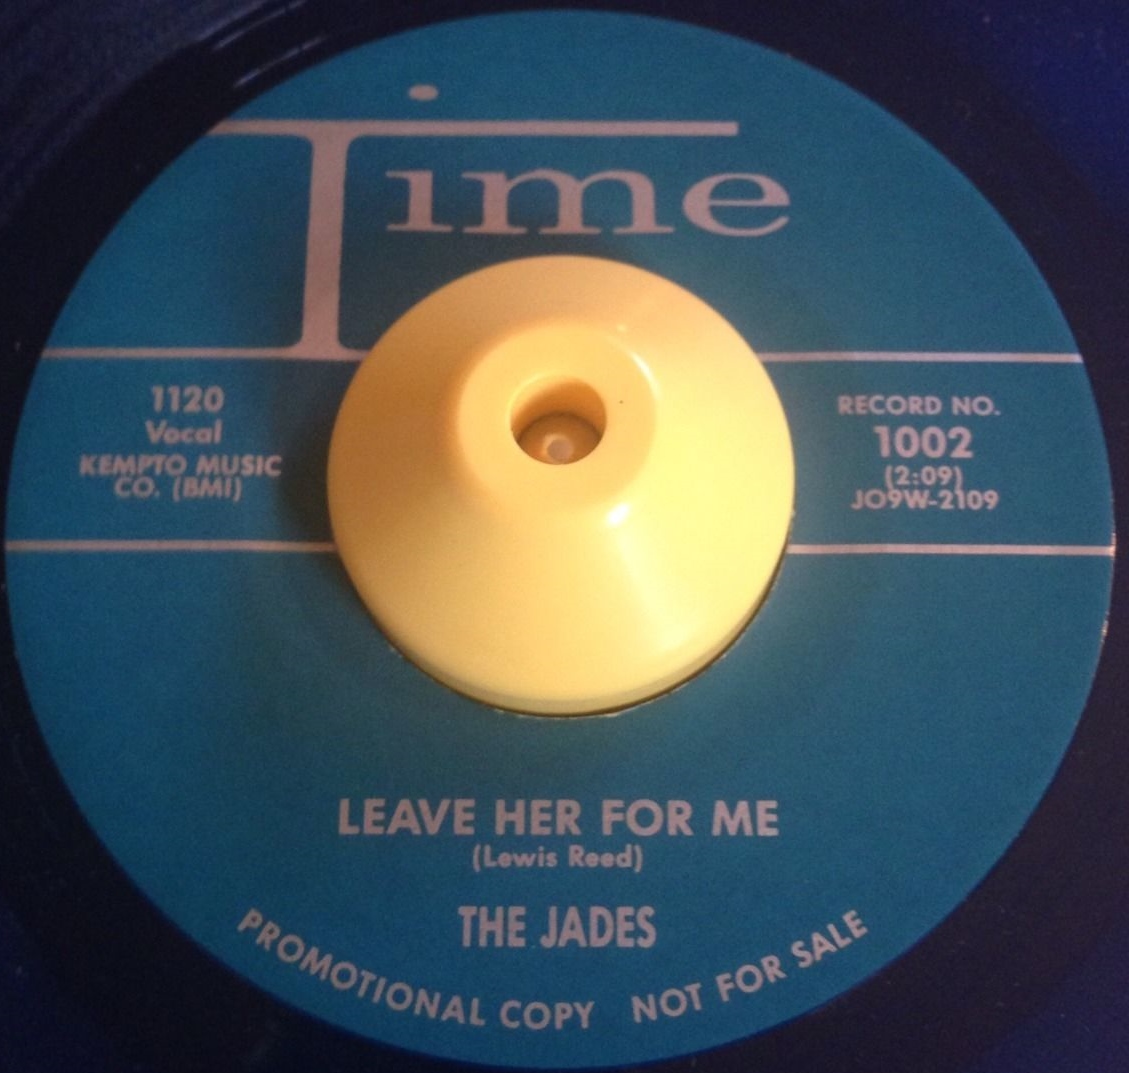 Time
1120
Vocal
KEMPTO MUSIC
CO. (BMI)
RECORD NO.
1002
(2:09)
JO9W-2109
LEAVE HER FOR ME
(Lewis Reed)
THE JADES
PROMOTIONAL COPY NOT FOR SALE